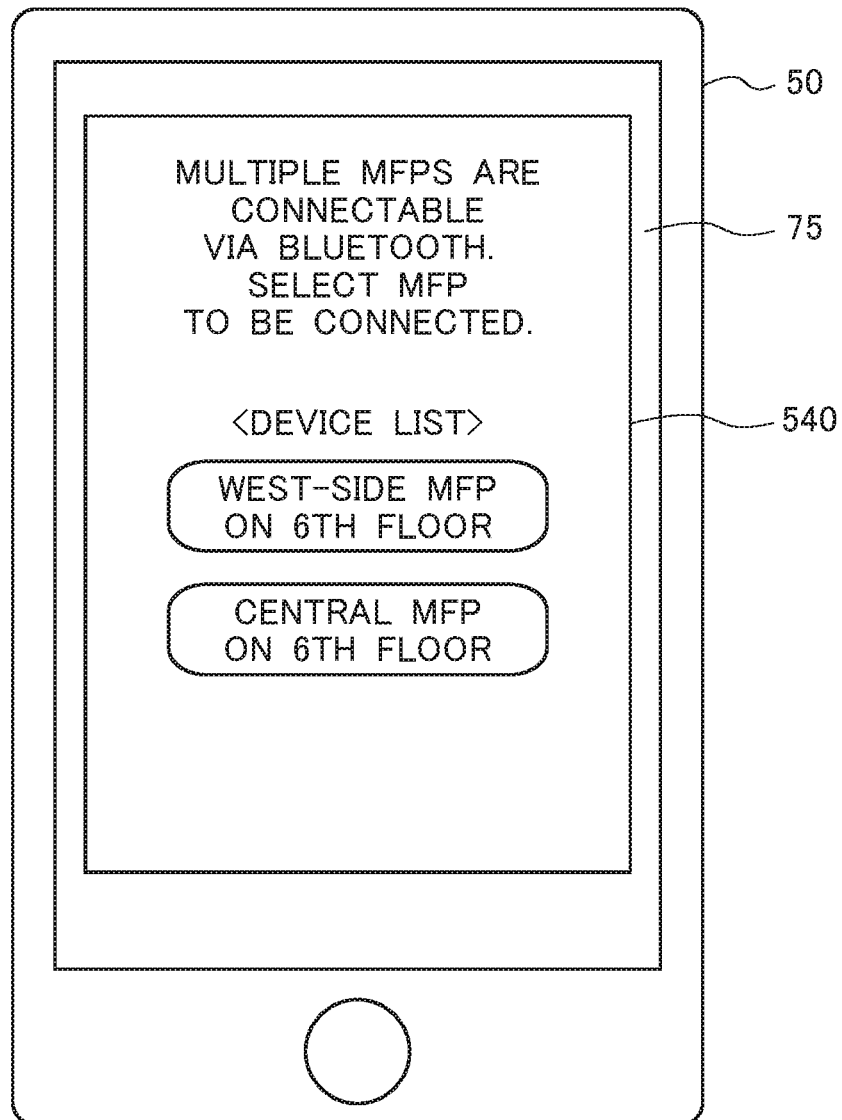 MULTIPLE MFPS ARE
CONNECTABLE
VIA BLUETOOTH.
SELECT MFP
TO BE CONNECTED.
<DEVICE LIST>
WEST-SIDE MFP
ON 6TH FLOOR
CENTRAL MFP
ON 6TH FLOOR
50
75
540